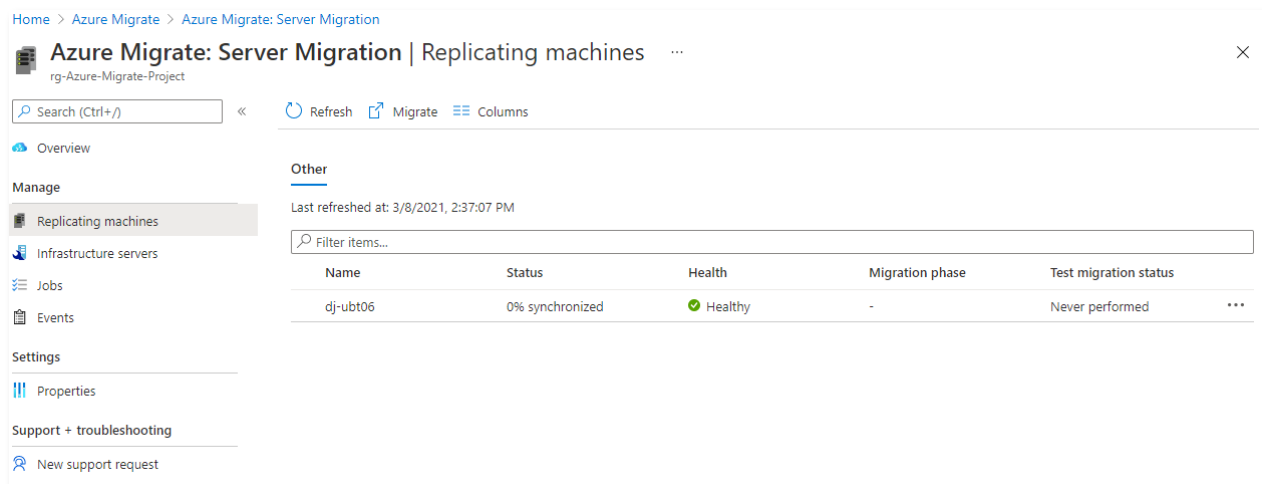 Home > Azure Migrate > Azure Migrate: Server Migration
Azure Migrate: Server Migration | Replicating machines ...
rg-Azure-Migrate-Project
Search (Ctrl+/) «
Overview
Manage
Replicating machines
Infrastructure servers
Jobs
Events
Settings
Properties
Support + troubleshooting
New support request
Refresh Migrate Columns
Other
Last refreshed at: 3/8/2021, 2:37:07 PM
Filter items...
Name Status Health Migration phase Test migration status
dj-ubt06 0% synchronized Healthy - Never performed ...